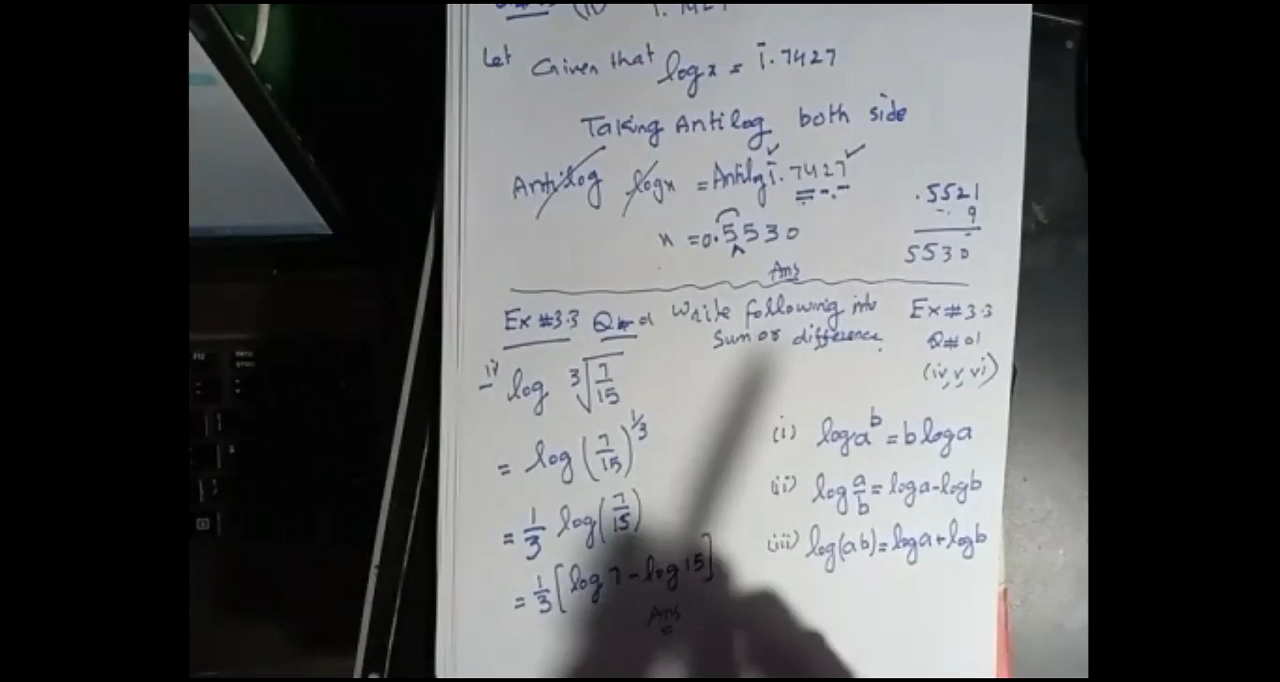 Let Given that log x = 1̄.7427
Taking Antilog both side
Antilog log x = Antilog 1̄.7427
x = 0.5530
Ans
.5521
9
5530
Ex #3.3 Write following into
Sum or difference
Ex #3.3
Q#01
(iv, v, vi)
log ∛(7/15)
= log (7/15)^1/3
= 1/3 log (7/15)
= 1/3 [log 7 - log 15]
Ans
(i) log a^b = b log a
(ii) log a/b = log a - log b
(iii) log(ab) = log a + log b